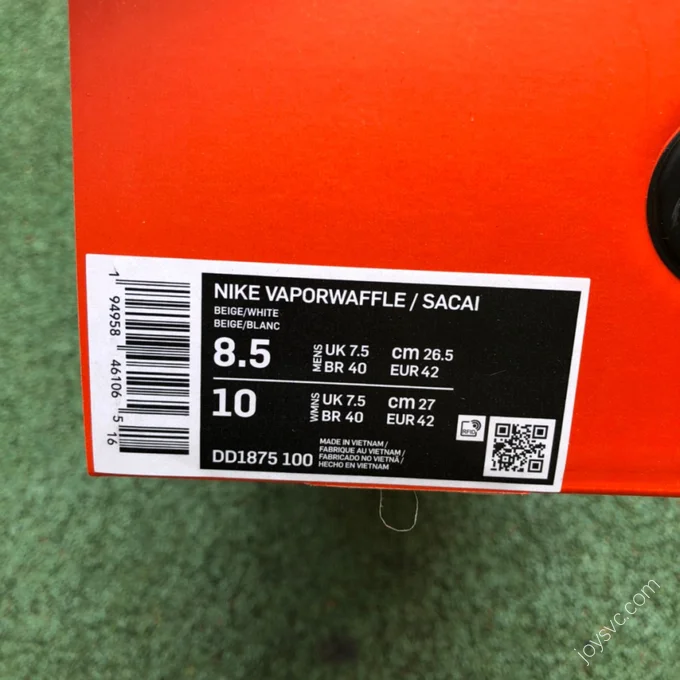 1 94958 46106 5 16
NIKE VAPORWAFFLE / SACAI
BEIGE/WHITE
BEIGE/BLANC
8.5 MENS UK 7.5 cm 26.5
BR 40 EUR 42
10 WMNS UK 7.5 cm 27
BR 40 EUR 42
RFID
DD1875 100
MADE IN VIETNAM /
FABRIQUE AU VIETNAM /
FABRICADO NO VIETNÃ /
HECHO EN VIETNAM
joysvc.com